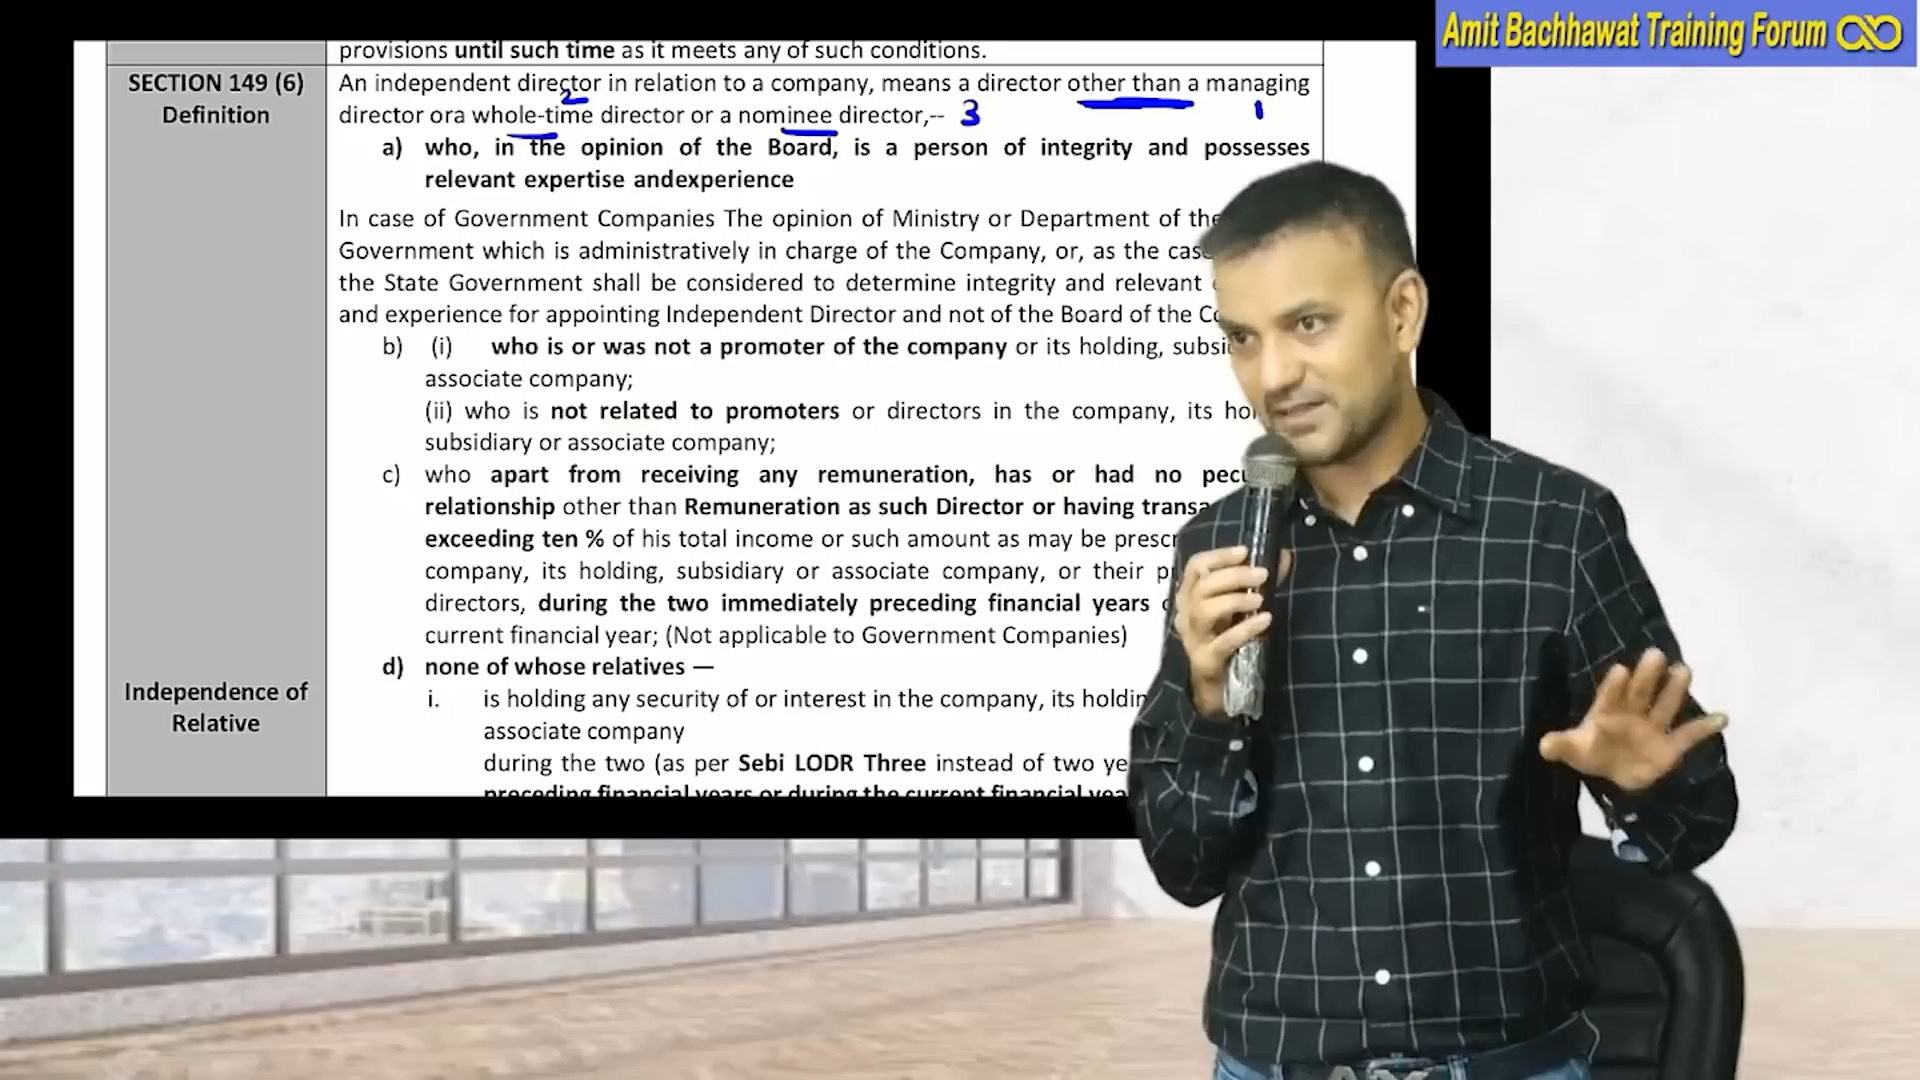 Amit Bachhawat Training Forum
provisions until such time as it meets any of such conditions.
SECTION 149 (6)
Definition
An independent director in relation to a company, means a director other than a managing
director ora whole-time director or a nominee director,--
2
3
1
a) who, in the opinion of the Board, is a person of integrity and possesses
relevant expertise andexperience
In case of Government Companies The opinion of Ministry or Department of the
Government which is administratively in charge of the Company, or, as the case
the State Government shall be considered to determine integrity and relevant
and experience for appointing Independent Director and not of the Board of the
b) (i) who is or was not a promoter of the company or its holding,
associate company;
(ii) who is not related to promoters or directors in the company, its
subsidiary or associate company;
c) who apart from receiving any remuneration, has or had no
relationship other than Remuneration as such Director or having
exceeding ten % of his total income or such amount as may be
company, its holding, subsidiary or associate company, or their
directors, during the two immediately preceding financial years
current financial year; (Not applicable to Government Companies)
Independence of
Relative
d) none of whose relatives —
i. is holding any security of or interest in the company, its
associate company
during the two (as per Sebi LODR Three instead of two
preceding financial years or during the current financial